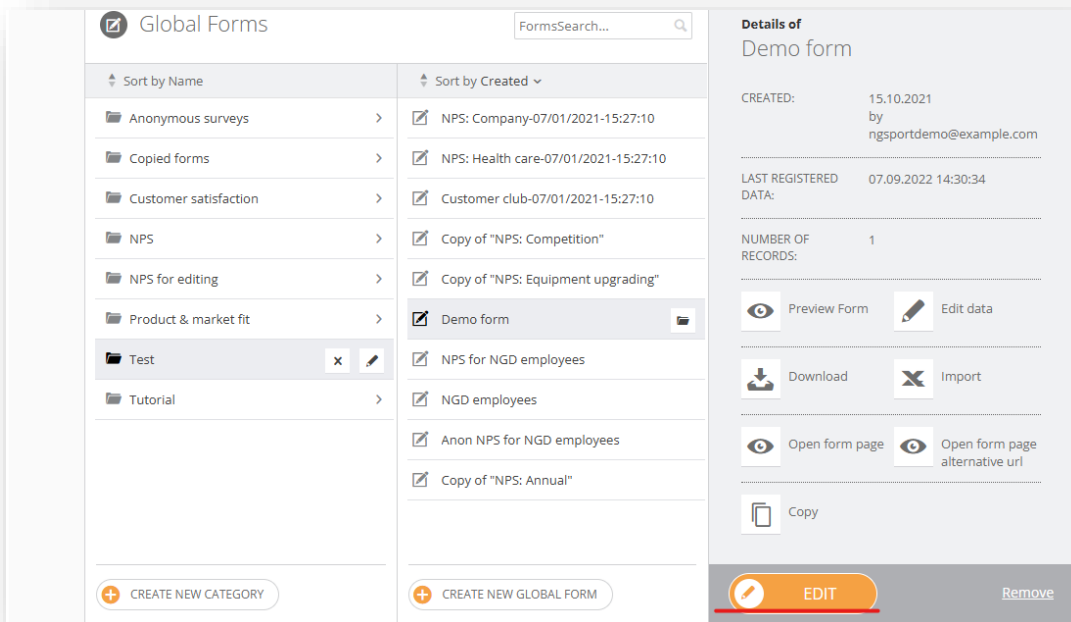 Global Forms
FormsSearch...
Sort by Name
Anonymous surveys
Copied forms
Customer satisfaction
NPS
NPS for editing
Product & market fit
Test
Tutorial
CREATE NEW CATEGORY
Sort by Created
NPS: Company-07/01/2021-15:27:10
NPS: Health care-07/01/2021-15:27:10
Customer club-07/01/2021-15:27:10
Copy of "NPS: Competition"
Copy of "NPS: Equipment upgrading"
Demo form
NPS for NGD employees
NGD employees
Anon NPS for NGD employees
Copy of "NPS: Annual"
CREATE NEW GLOBAL FORM
Details of
Demo form
CREATED: 15.10.2021
by
ngsportdemo@example.com
LAST REGISTERED 07.09.2022 14:30:34
DATA:
NUMBER OF 1
RECORDS:
Preview Form Edit data
Download Import
Open form page Open form page
alternative url
Copy
EDIT Remove